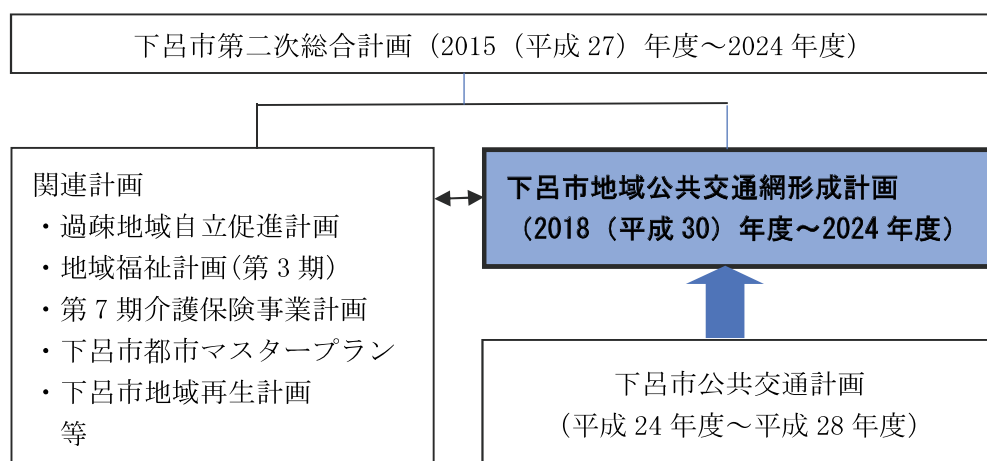 下呂市第二次総合計画（2015（平成 27）年度～2024 年度）
関連計画
・過疎地域自立促進計画
・地域福祉計画(第 3 期)
・第 7 期介護保険事業計画
・下呂市都市マスタープラン
・下呂市地域再生計画
等
下呂市地域公共交通網形成計画
（2018（平成 30）年度～2024 年度）
下呂市公共交通計画
（平成 24 年度～平成 28 年度）